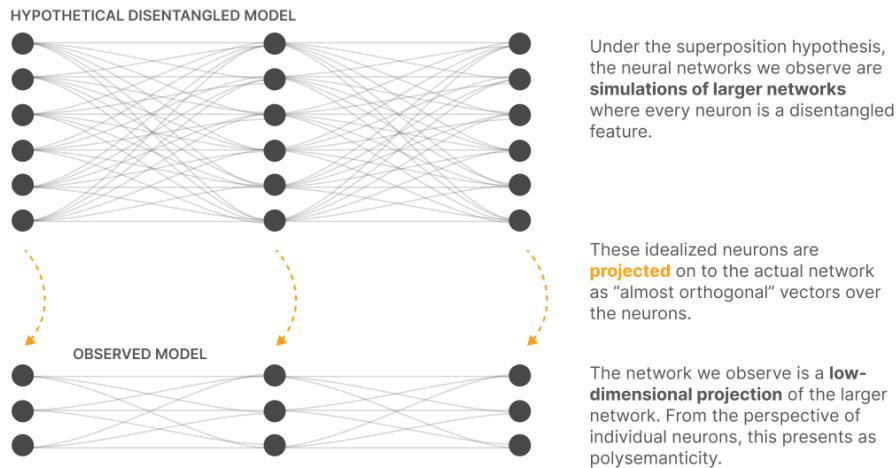 HYPOTHETICAL DISENTANGLED MODEL
Under the superposition hypothesis,
the neural networks we observe are
simulations of larger networks
where every neuron is a disentangled
feature.
These idealized neurons are
projected on to the actual network
as “almost orthogonal” vectors over
the neurons.
OBSERVED MODEL
The network we observe is a low-
dimensional projection of the larger
network. From the perspective of
individual neurons, this presents as
polysemanticity.